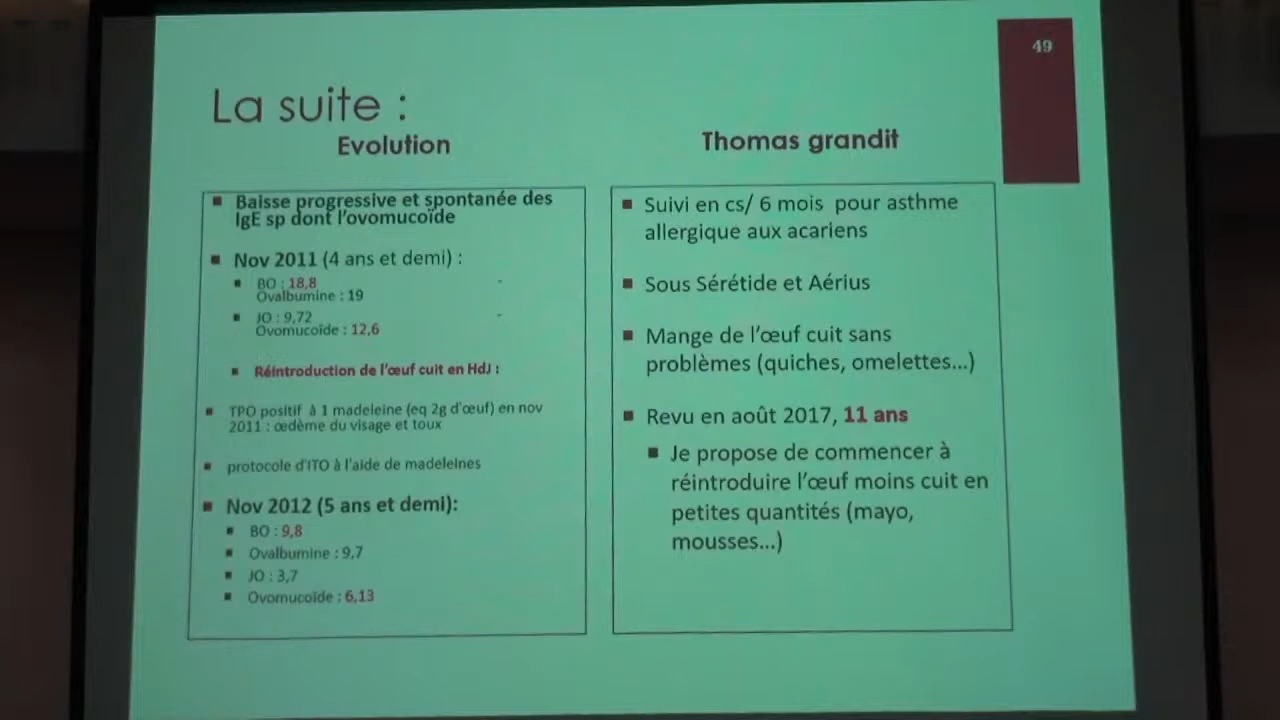 49
La suite :
Evolution
Baisse progressive et spontanée des
IgE sp dont l'ovomucoïde
Nov 2011 (4 ans et demi) :
BO : 18,8
Ovalbumine : 19
JO : 9,72
Ovomucoïde : 12,6
Réintroduction de l'œuf cuit en HdJ :
TPO positif à 1 madeleine (eq 2g d'œuf) en nov
2011 : œdème du visage et toux
protocole d'ITO à l'aide de madeleines
Nov 2012 (5 ans et demi):
BO : 9,8
Ovalbumine : 9,7
JO : 3,7
Ovomucoïde : 6,13
Thomas grandit
Suivi en cs/ 6 mois pour asthme
allergique aux acariens
Sous Sérétide et Aérius
Mange de l'œuf cuit sans
problèmes (quiches, omelettes...)
Revu en août 2017, 11 ans
Je propose de commencer à
réintroduire l'œuf moins cuit en
petites quantités (mayo,
mousses...)